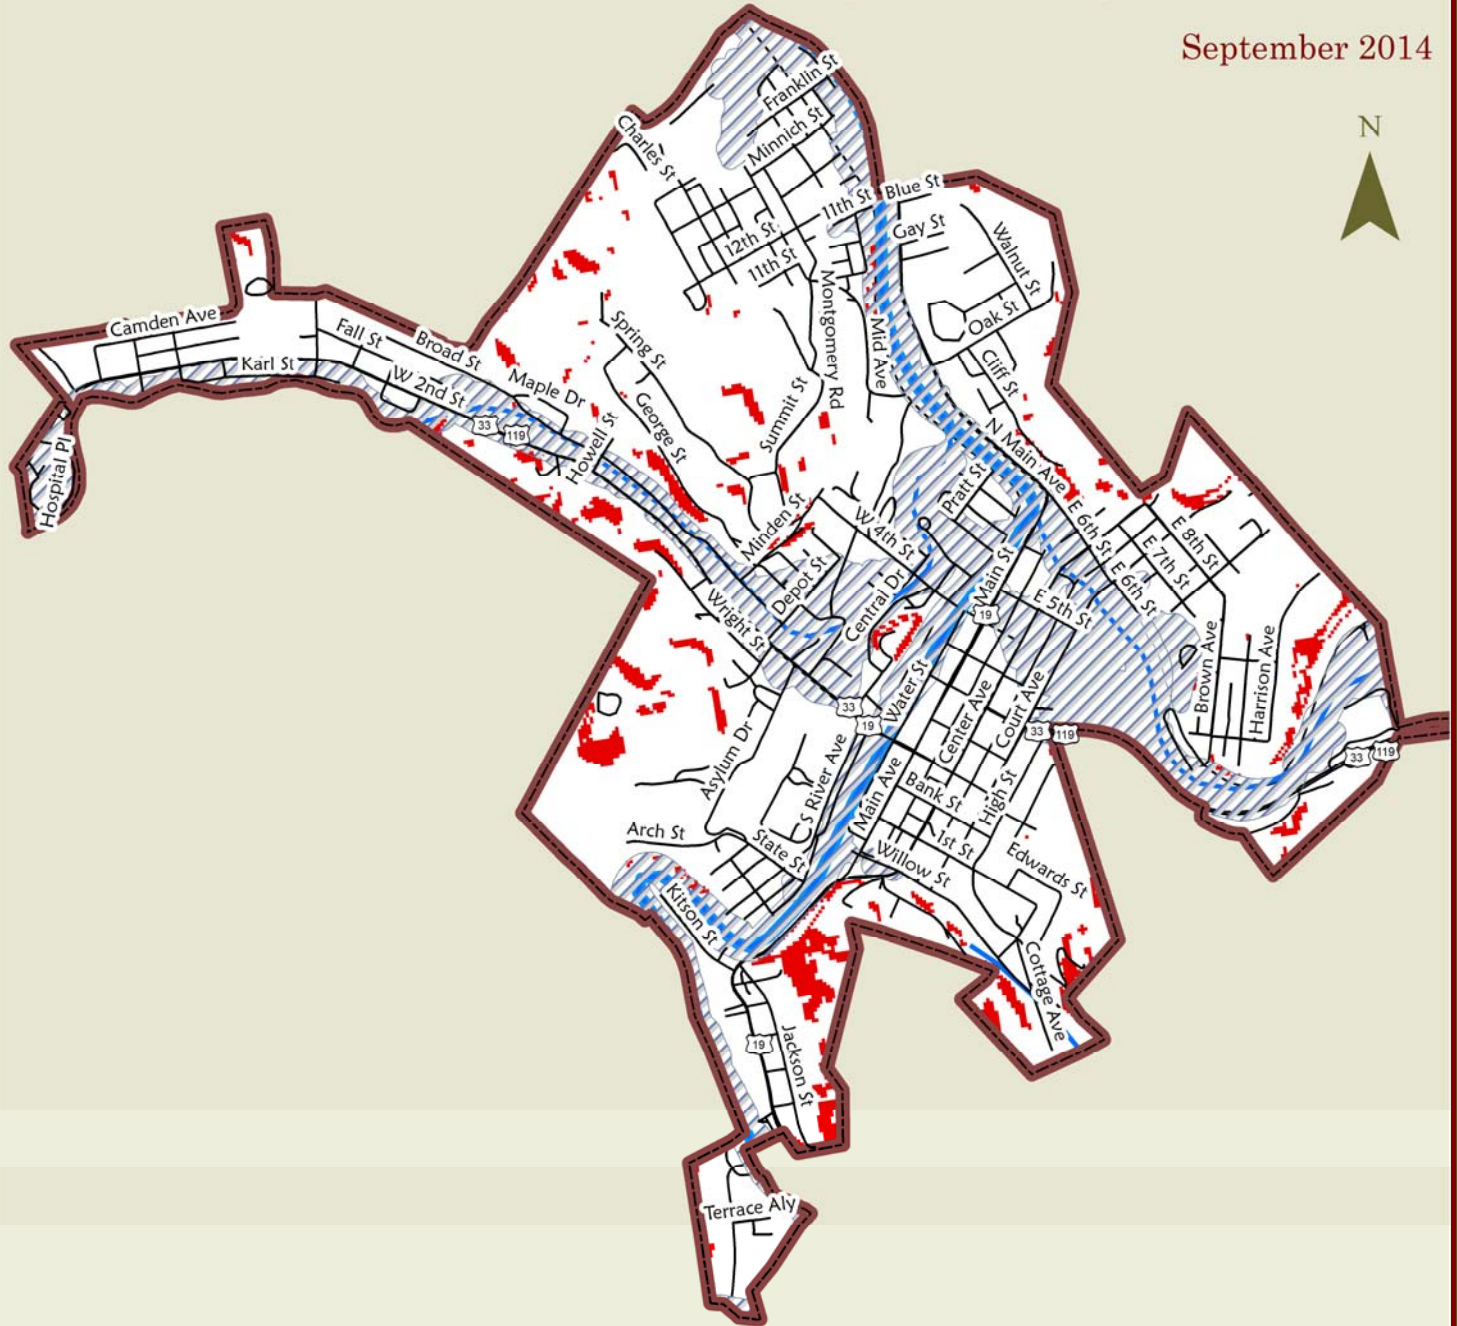 September 2014
N
Franklin St
Minnich St
Charles St
11th St
Blue St
Gay St
12th St
11th St
Walnut St
Camden Ave
Fall St
Broad St
Karl St
W 2nd St
Maple Dr
Spring St
Montgomery Rd
Mid Ave
Oak St
Cliff St
George St
Summit St
33
119
Howell St
N Main Ave
Hospital Pl
Pratt St
Minden St
W 4th St
E 6th St
E 8th St
E 7th St
Depot St
Central Dr
Main St
E 6th St
E 5th St
19
Wright St
Brown Ave
Harrison Ave
Water St
Center Ave
Court Ave
33
19
33
119
33
119
Asylum Dr
S River Ave
Main Ave
Bank St
High St
Arch St
State St
1st St
Willow St
Edwards St
Kitson St
Cottage Ave
19
Jackson St
Terrace Aly